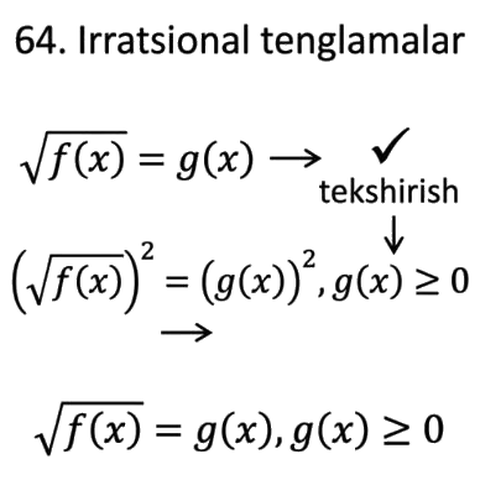 64. Irratsional tenglamalar
√f(x) = g(x) → ✓
tekshirish
↓
(√f(x))² = (g(x))², g(x) ≥ 0
→
√f(x) = g(x), g(x) ≥ 0